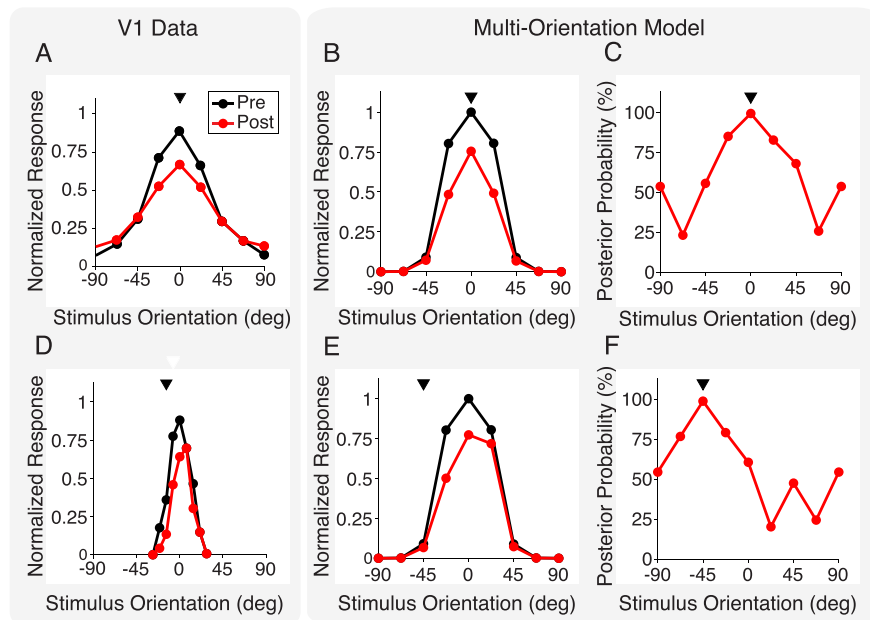 V1 Data
Multi-Orientation Model
A
B
C
Pre
Post
Normalized Response
1
0.75
0.5
0.25
0
-90 -45 0 45 90
Stimulus Orientation (deg)
Normalized Response
1
0.75
0.5
0.25
0
-90 -45 0 45 90
Stimulus Orientation (deg)
Posterior Probability (%)
100
75
50
25
0
-90 -45 0 45 90
Stimulus Orientation (deg)
D
E
F
Normalized Response
1
0.75
0.5
0.25
0
-90 -45 0 45 90
Stimulus Orientation (deg)
Normalized Response
1
0.75
0.5
0.25
0
-90 -45 0 45 90
Stimulus Orientation (deg)
Posterior Probability (%)
100
75
50
25
0
-90 -45 0 45 90
Stimulus Orientation (deg)